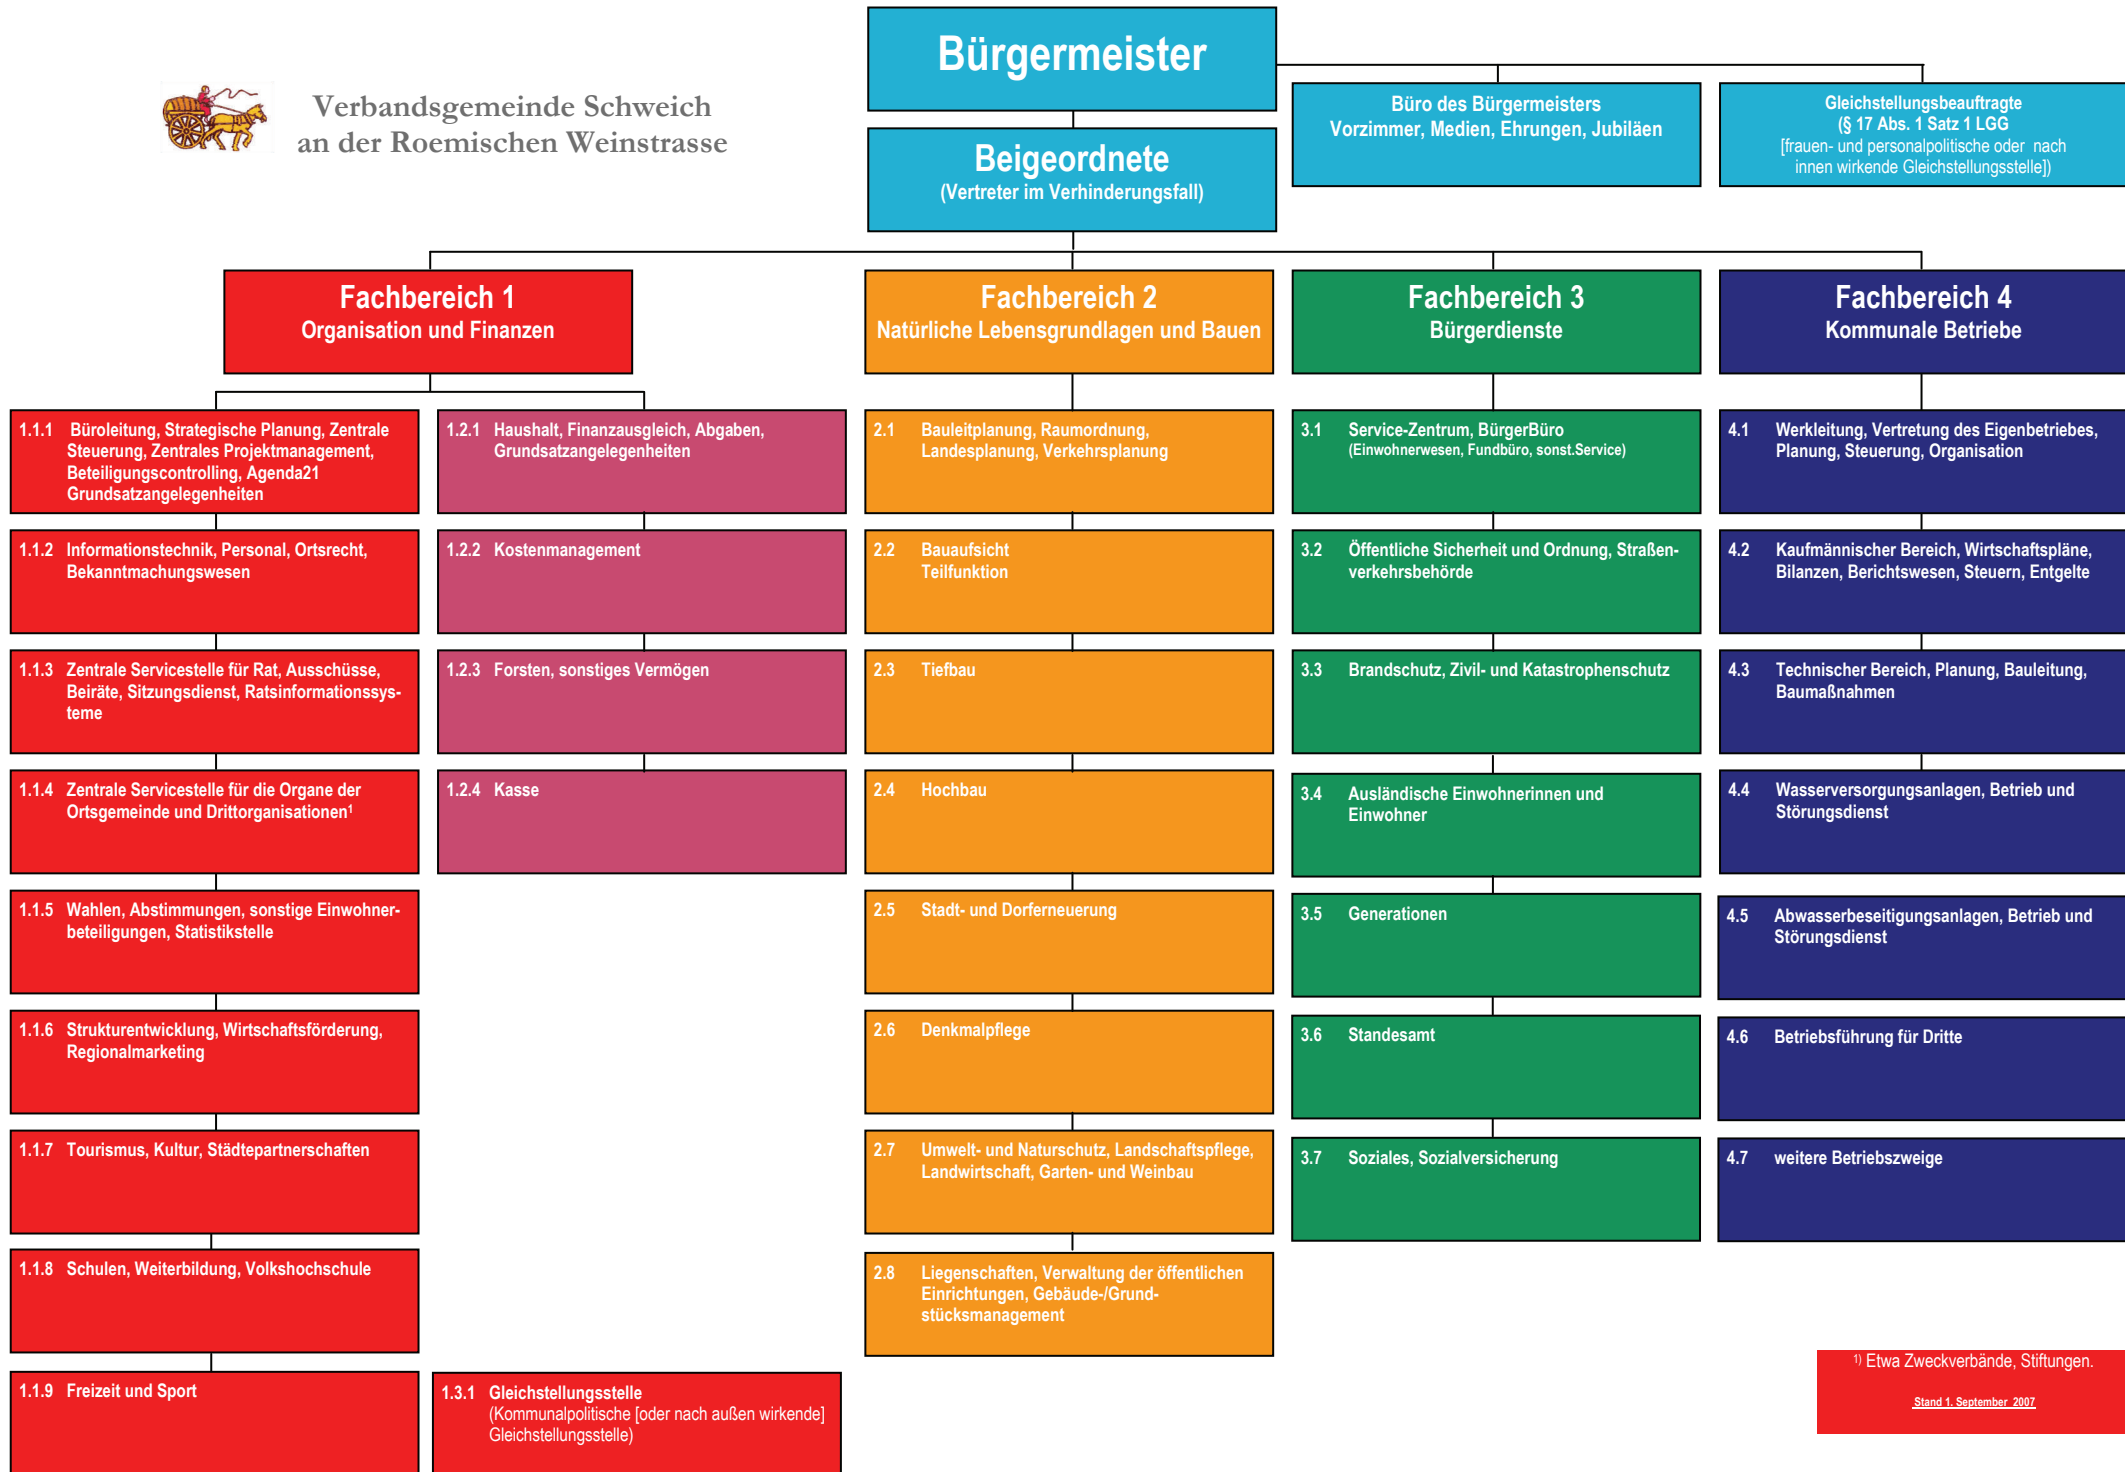 Verbandsgemeinde Schweich
an der Roemischen Weinstrasse
Bürgermeister
Beigeordnete
(Vertreter im Verhinderungsfall)
Büro des Bürgermeisters
Vorzimmer, Medien, Ehrungen, Jubiläen
Gleichstellungsbeauftragte
(§ 17 Abs. 1 Satz 1 LGG
[frauen- und personalpolitische oder nach
innen wirkende Gleichstellungsstelle])
Fachbereich 1
Organisation und Finanzen
1.1.1 Büroleitung, Strategische Planung, Zentrale
Steuerung, Zentrales Projektmanagement,
Beteiligungscontrolling, Agenda21
Grundsatzangelegenheiten
1.1.2 Informationstechnik, Personal, Ortsrecht,
Bekanntmachungswesen
1.1.3 Zentrale Servicestelle für Rat, Ausschüsse,
Beiräte, Sitzungsdienst, Ratsinformationssys-
teme
1.1.4 Zentrale Servicestelle für die Organe der
Ortsgemeinde und Drittorganisationen¹
1.1.5 Wahlen, Abstimmungen, sonstige Einwohner-
beteiligungen, Statistikstelle
1.1.6 Strukturentwicklung, Wirtschaftsförderung,
Regionalmarketing
1.1.7 Tourismus, Kultur, Städtepartnerschaften
1.1.8 Schulen, Weiterbildung, Volkshochschule
1.1.9 Freizeit und Sport
1.2.1 Haushalt, Finanzausgleich, Abgaben,
Grundsatzangelegenheiten
1.2.2 Kostenmanagement
1.2.3 Forsten, sonstiges Vermögen
1.2.4 Kasse
1.3.1 Gleichstellungsstelle
(Kommunalpolitische [oder nach außen wirkende]
Gleichstellungsstelle)
Fachbereich 2
Natürliche Lebensgrundlagen und Bauen
2.1 Bauleitplanung, Raumordnung,
Landesplanung, Verkehrsplanung
2.2 Bauaufsicht
Teilfunktion
2.3 Tiefbau
2.4 Hochbau
2.5 Stadt- und Dorferneuerung
2.6 Denkmalpflege
2.7 Umwelt- und Naturschutz, Landschaftspflege,
Landwirtschaft, Garten- und Weinbau
2.8 Liegenschaften, Verwaltung der öffentlichen
Einrichtungen, Gebäude-/Grund-
stücksmanagement
Fachbereich 3
Bürgerdienste
3.1 Service-Zentrum, BürgerBüro
(Einwohnerwesen, Fundbüro, sonst.Service)
3.2 Öffentliche Sicherheit und Ordnung, Straßen-
verkehrsbehörde
3.3 Brandschutz, Zivil- und Katastrophenschutz
3.4 Ausländische Einwohnerinnen und
Einwohner
3.5 Generationen
3.6 Standesamt
3.7 Soziales, Sozialversicherung
Fachbereich 4
Kommunale Betriebe
4.1 Werkleitung, Vertretung des Eigenbetriebes,
Planung, Steuerung, Organisation
4.2 Kaufmännischer Bereich, Wirtschaftspläne,
Bilanzen, Berichtswesen, Steuern, Entgelte
4.3 Technischer Bereich, Planung, Bauleitung,
Baumaßnahmen
4.4 Wasserversorgungsanlagen, Betrieb und
Störungsdienst
4.5 Abwasserbeseitigungsanlagen, Betrieb und
Störungsdienst
4.6 Betriebsführung für Dritte
4.7 weitere Betriebszweige
¹⁾ Etwa Zweckverbände, Stiftungen.
Stand 1. September 2007